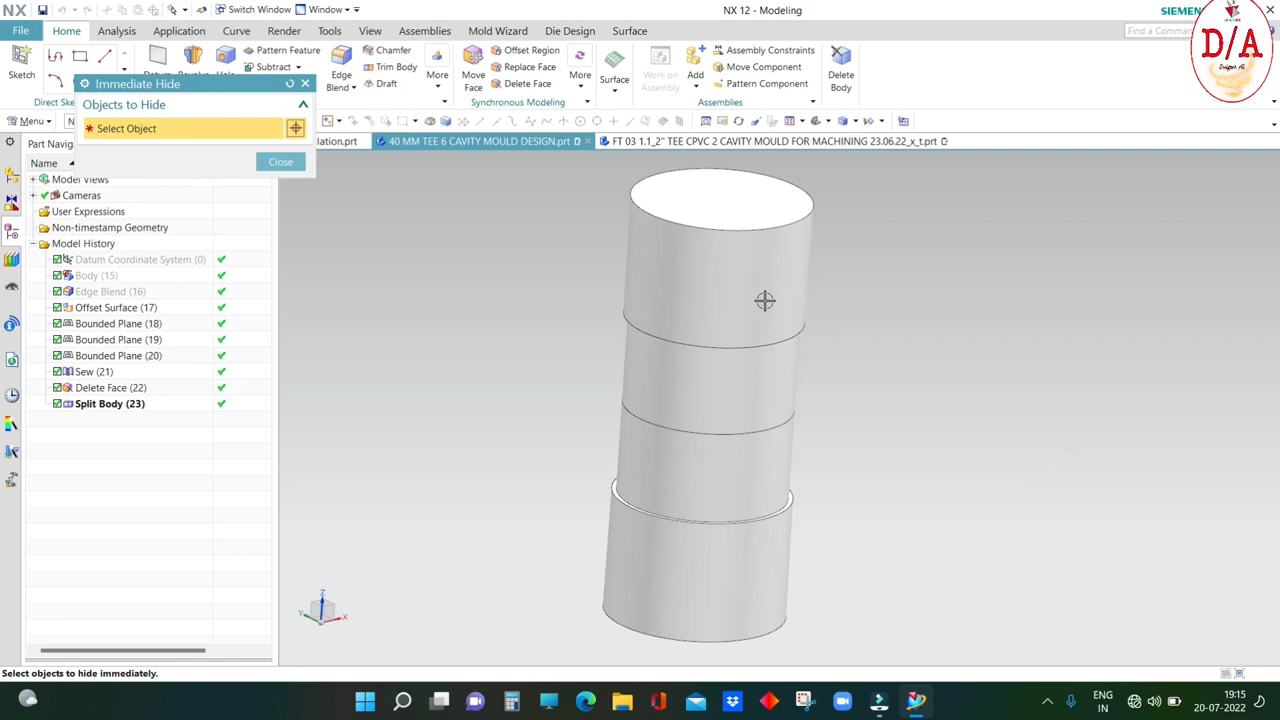 NX
Switch Window
Window
NX 12 - Modeling
SIEMENS
File
Home
Analysis
Application
Curve
Render
Tools
View
Assemblies
Mold Wizard
Die Design
Surface
Find a Comma
D/A
Sketch
Pattern Feature
Subtract
Edge Blend
Chamfer
Trim Body
Draft
More
Move Face
Offset Region
Replace Face
Delete Face
More
Surface
Work on Assembly
Add
Assembly Constraints
Move Component
Pattern Component
Delete Body
Direct Sk
Synchronous Modeling
Assemblies
Immediate Hide
Objects to Hide
* Select Object
Close
Menu
N
lation.prt
40 MM TEE 6 CAVITY MOULD DESIGN.prt
FT 03 1.1_2" TEE CPVC 2 CAVITY MOULD FOR MACHINING 23.06.22_x_t.prt
Part Navig
Name
Model Views
Cameras
User Expressions
Non-timestamp Geometry
Model History
Datum Coordinate System (0)
Body (15)
Edge Blend (16)
Offset Surface (17)
Bounded Plane (18)
Bounded Plane (19)
Bounded Plane (20)
Sew (21)
Delete Face (22)
Split Body (23)
Z
Y
X
Select objects to hide immediately.
ENG
IN
19:15
20-07-2022